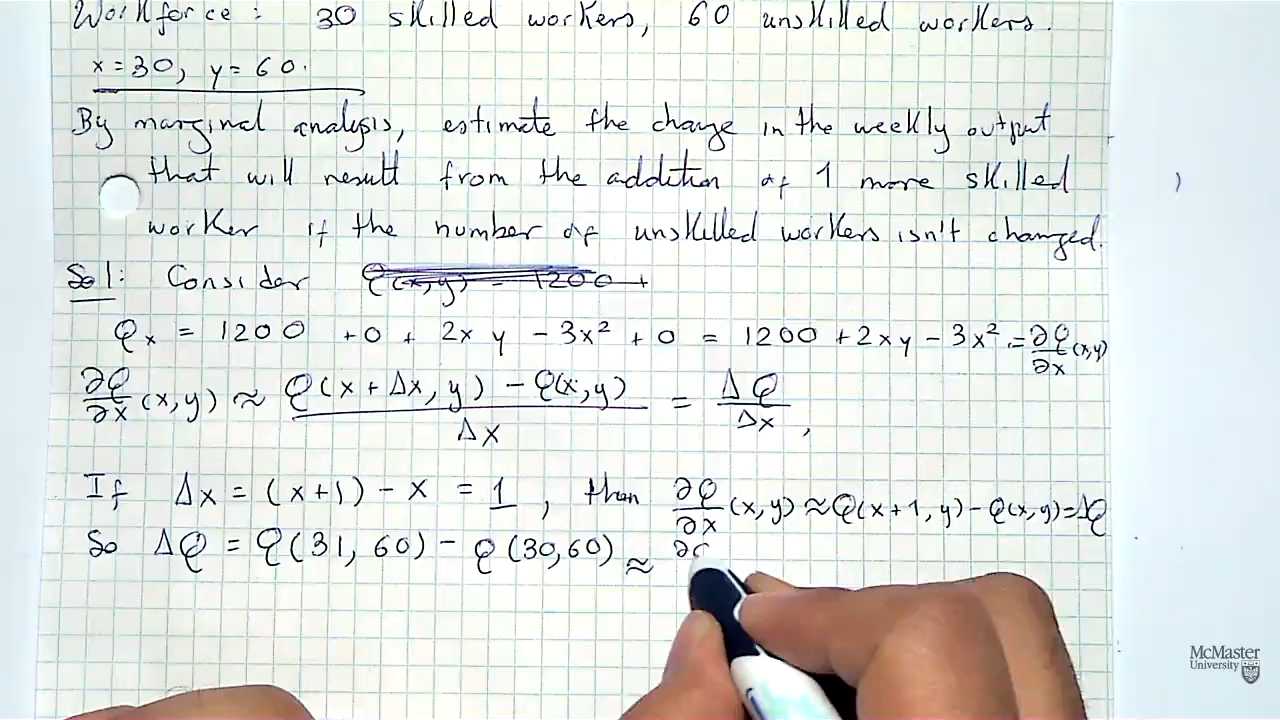 Workforce: 30 skilled workers, 60 unskilled workers.
x = 30, y = 60.
By marginal analysis, estimate the change in the weekly output
that will result from the addition of 1 more skilled
worker if the number of unskilled workers isn't changed.
Sol: Consider Q(x,y) = 1200 +
Qx = 1200 + 0 + 2x y - 3x² + 0 = 1200 + 2xy - 3x² = ∂Q/∂x (x,y)
∂Q/∂x (x, y) ≈ Q(x + Δx, y) - Q(x, y) / Δx = ΔQ/Δx,
If Δx = (x+1) - x = 1, then ∂Q/∂x (x, y) ≈ Q(x+1, y) - Q(x, y) = ΔQ
So ΔQ = Q(31, 60) - Q(30, 60) ≈ ∂
McMaster
University